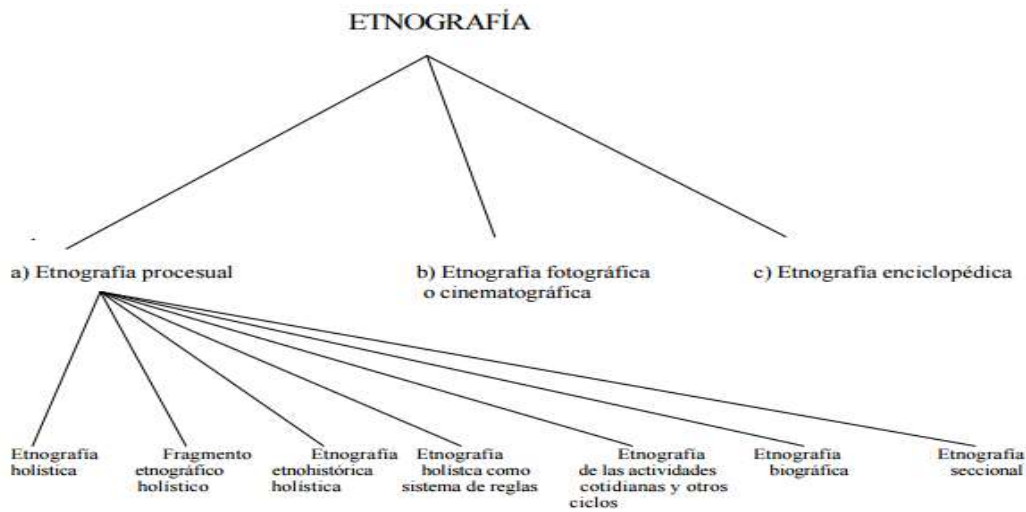 ETNOGRAFÍA
a) Etnografía procesual
b) Etnografía fotográfica
o cinematográfica
c) Etnografía enciclopédica
Etnografía
holística
Fragmento
etnográfico
holístico
Etnografía
etnohistórica
holística
Etnografía
holístca como
sistema de reglas
Etnografía
de las actividades
cotidianas y otros
ciclos
Etnografía
biográfica
Etnografía
seccional